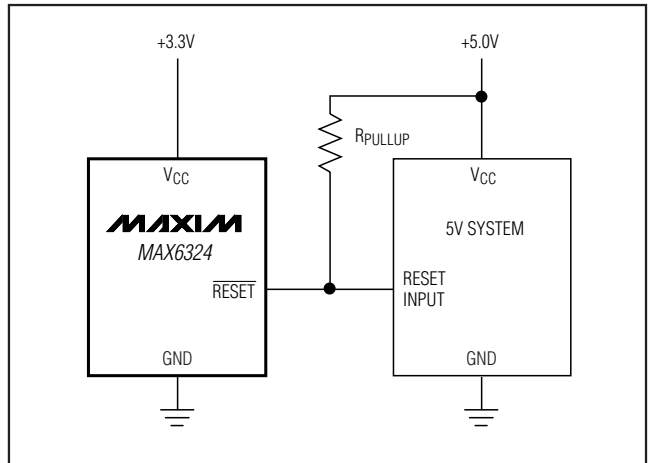 +3.3V
+5.0V
RPULLUP
VCC
VCC
MAXIM
MAX6324
5V SYSTEM
RESET
RESET
INPUT
GND
GND